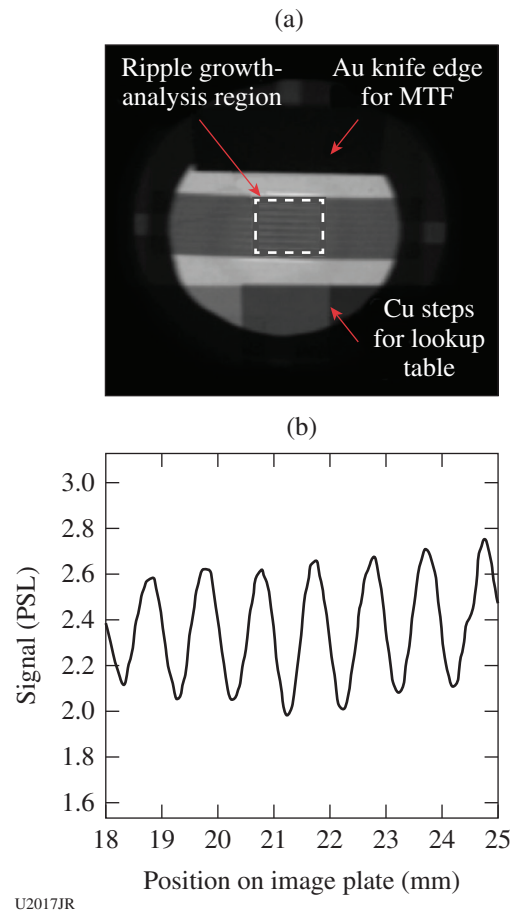 (a)
Ripple growth-
analysis region
Au knife edge
for MTF
Cu steps
for lookup
table
(b)
Signal (PSL)
3.0
2.8
2.6
2.4
2.2
2.0
1.8
1.6
18 19 20 21 22 23 24 25
Position on image plate (mm)
U2017JR